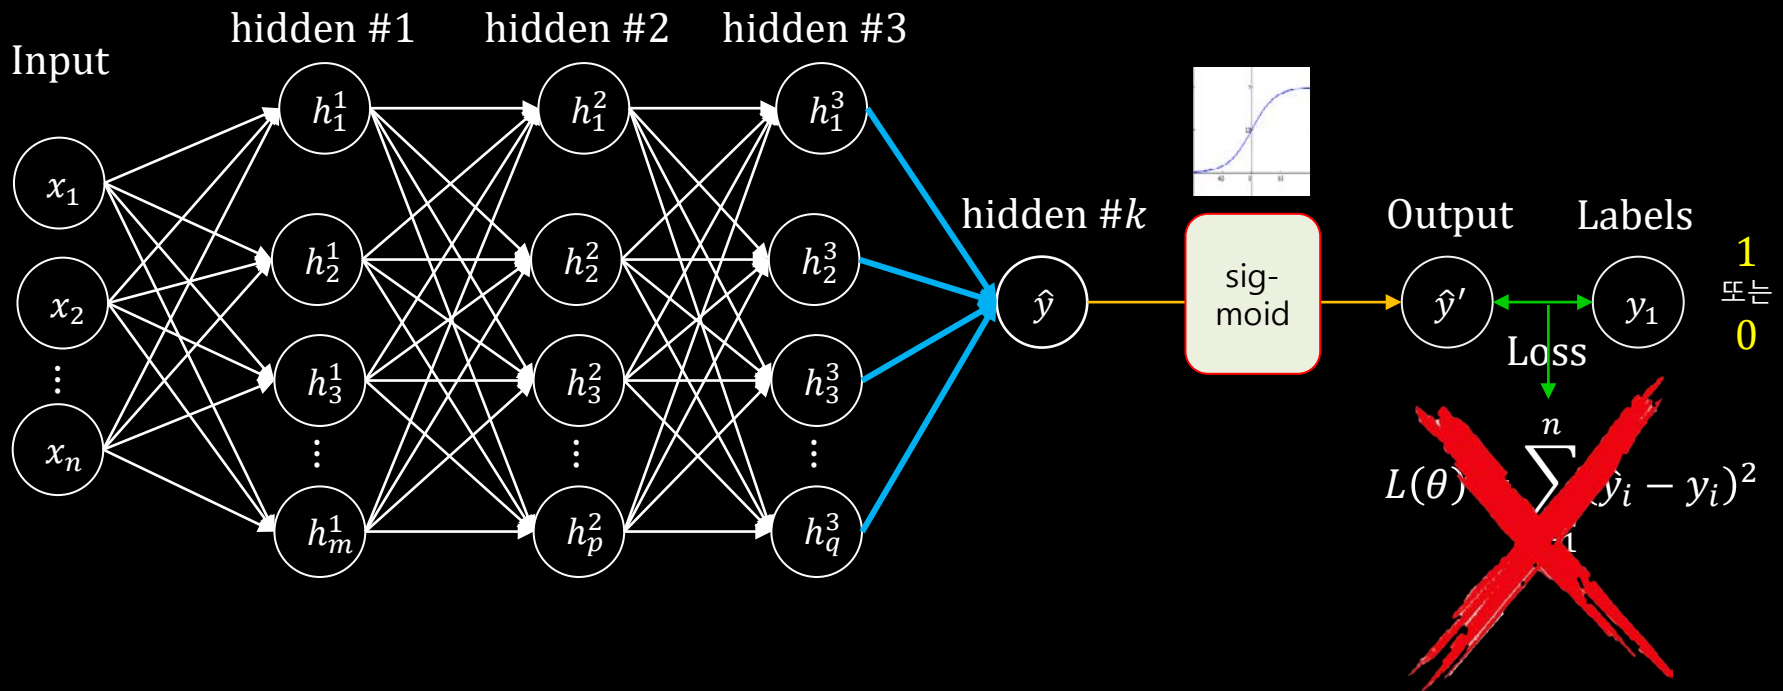 Input
hidden #1
hidden #2
hidden #3
x₁
x₂
⋮
xₙ
h₁¹
h₂¹
h₃¹
⋮
hₘ¹
h₁²
h₂²
h₃²
⋮
hₚ²
h₁³
h₂³
h₃³
⋮
h_q³
hidden #k
ŷ
sig-
moid
Output
ŷ′
Labels
y₁
1
또는
0
Loss
n
L(θ) ∑ (ŷᵢ − yᵢ)²
1